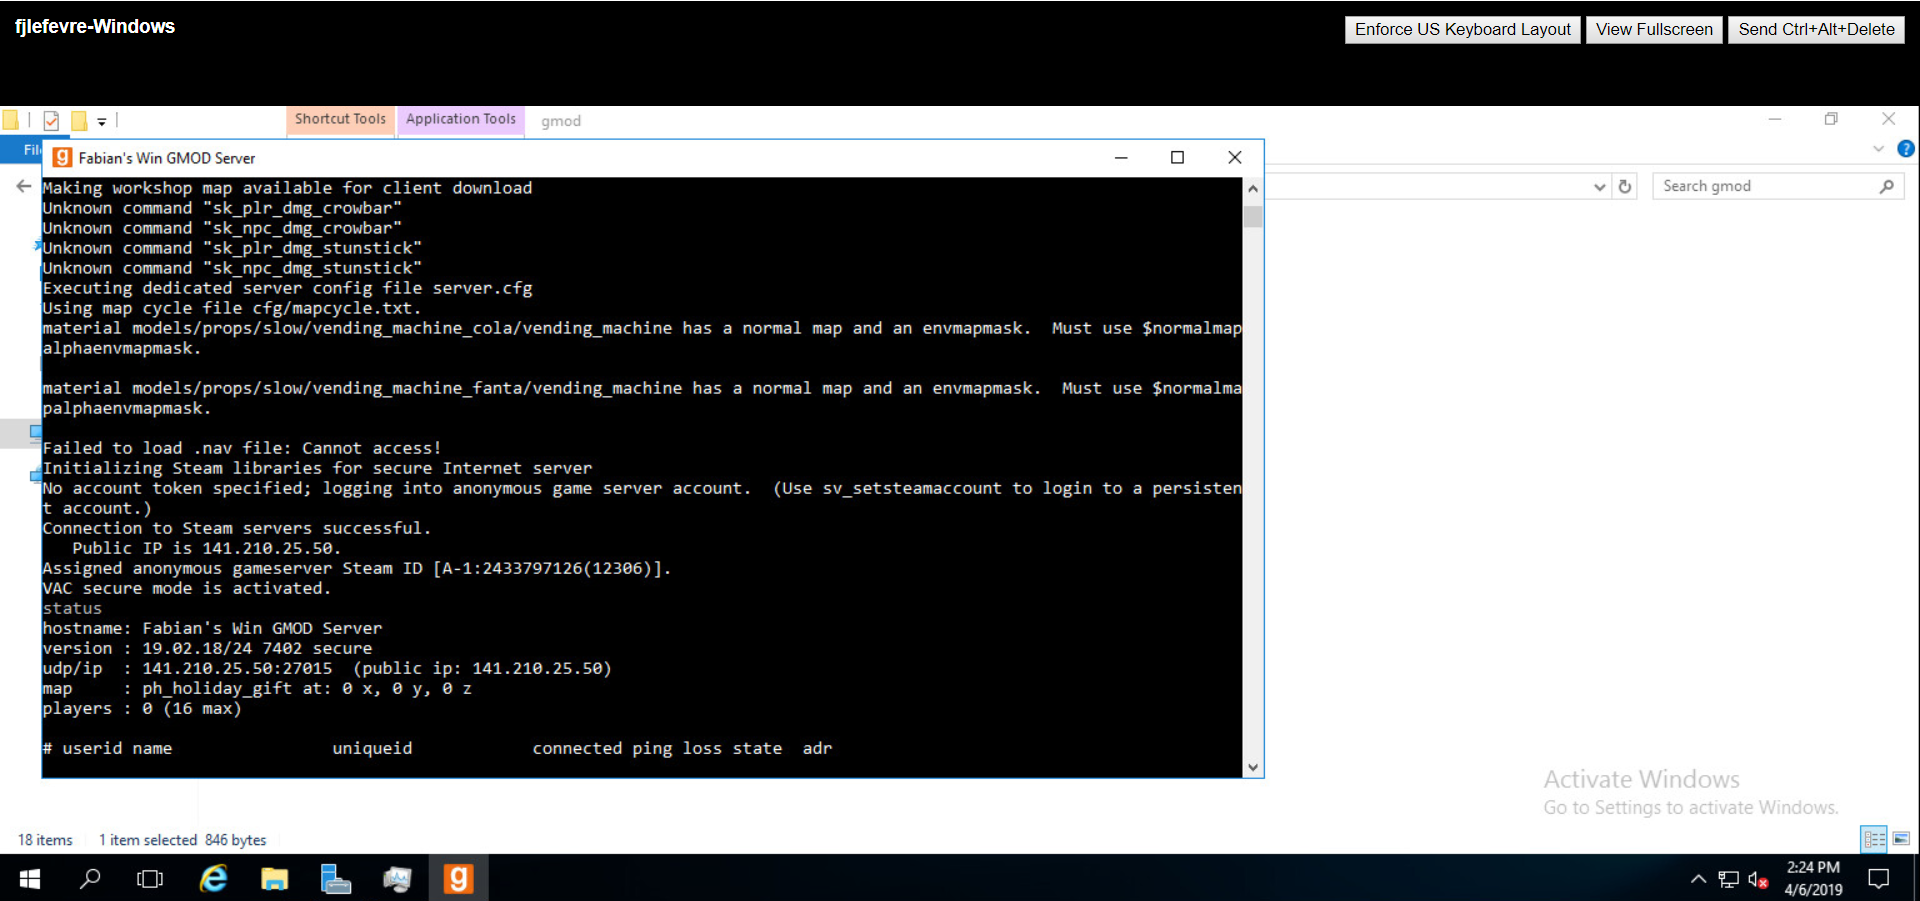 fjlefevre-Windows
Enforce US Keyboard Layout View Fullscreen Send Ctrl+Alt+Delete
Shortcut Tools Application Tools gmod
Fil
Fabian's Win GMOD Server
Search gmod
Making workshop map available for client download
Unknown command "sk_plr_dmg_crowbar"
Unknown command "sk_npc_dmg_crowbar"
Unknown command "sk_plr_dmg_stunstick"
Unknown command "sk_npc_dmg_stunstick"
Executing dedicated server config file server.cfg
Using map cycle file cfg/mapcycle.txt.
material models/props/slow/vending_machine_cola/vending_machine has a normal map and an envmapmask.  Must use $normalmap
alphaenvmapmask.
material models/props/slow/vending_machine_fanta/vending_machine has a normal map and an envmapmask.  Must use $normalma
palphaenvmapmask.
Failed to load .nav file: Cannot access!
Initializing Steam libraries for secure Internet server
No account token specified; logging into anonymous game server account.  (Use sv_setsteamaccount to login to a persisten
t account.)
Connection to Steam servers successful.
   Public IP is 141.210.25.50.
Assigned anonymous gameserver Steam ID [A-1:2433797126(12306)].
VAC secure mode is activated.
status
hostname: Fabian's Win GMOD Server
version : 19.02.18/24 7402 secure
udp/ip  : 141.210.25.50:27015  (public ip: 141.210.25.50)
map     : ph_holiday_gift at: 0 x, 0 y, 0 z
players : 0 (16 max)
# userid name                uniqueid            connected ping loss state  adr
Activate Windows
Go to Settings to activate Windows.
18 items 1 item selected 846 bytes
2:24 PM
4/6/2019